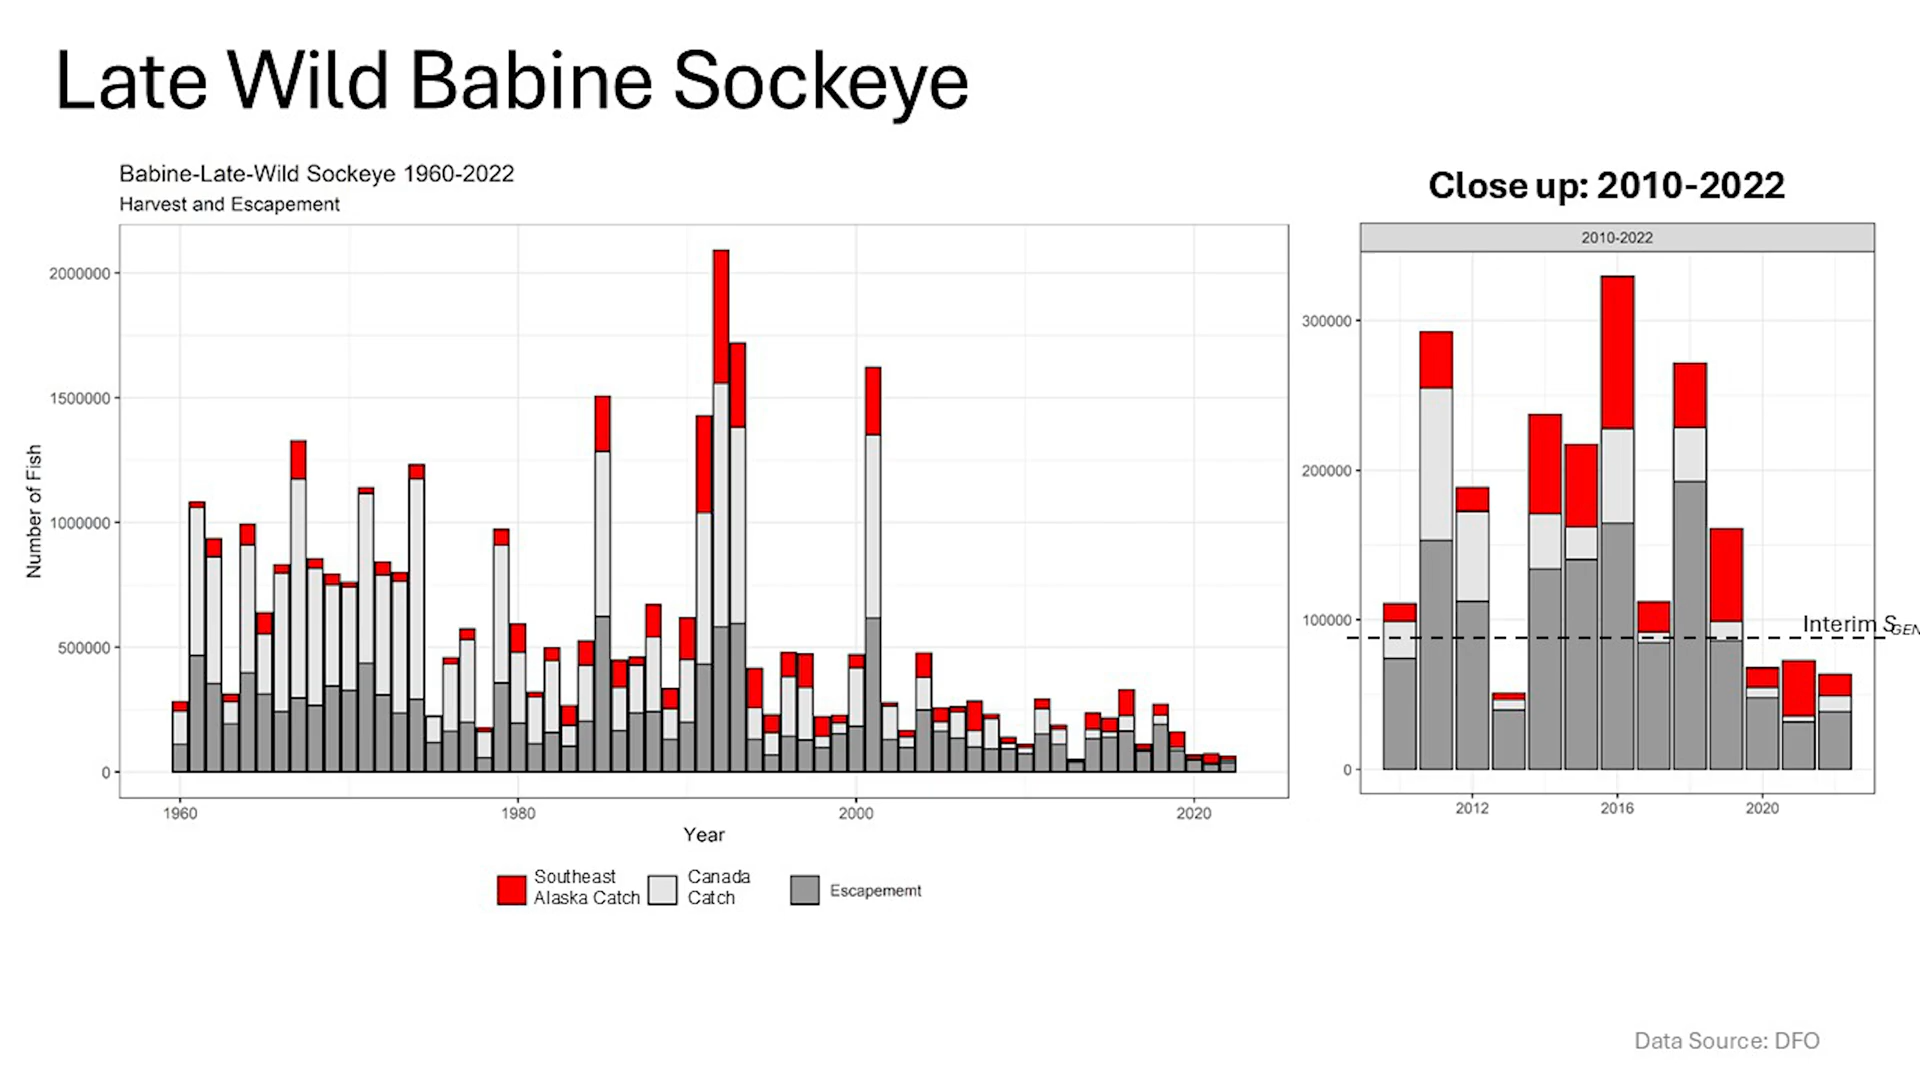 Late Wild Babine Sockeye
Babine-Late-Wild Sockeye 1960-2022
Harvest and Escapement
Number of Fish
2000000
1500000
1000000
500000
0
1960
1980
2000
2020
Year
Southeast
Alaska Catch
Canada
Catch
Escapememt
Close up: 2010-2022
2010-2022
300000
200000
100000
0
Interim SGEN
2012
2016
2020
Data Source: DFO